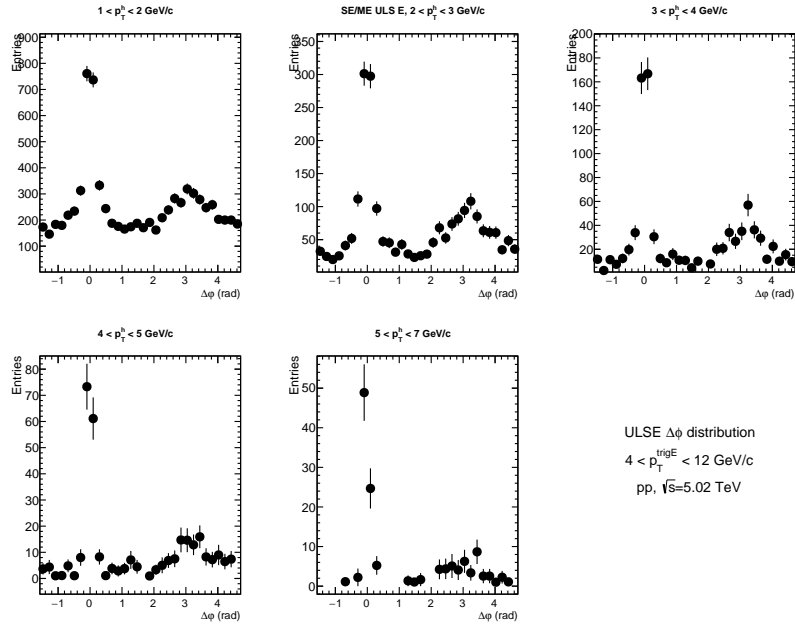 1 < p_T^h < 2 GeV/c
Entries
900
800
700
600
500
400
300
200
100
−1 0 1 2 3 4
Δφ (rad)
SE/ME ULS E, 2 < p_T^h < 3 GeV/c
Entries
350
300
250
200
150
100
50
−1 0 1 2 3 4
Δφ (rad)
3 < p_T^h < 4 GeV/c
Entries
200
180
160
140
120
100
80
60
40
20
−1 0 1 2 3 4
Δφ (rad)
4 < p_T^h < 5 GeV/c
Entries
80
70
60
50
40
30
20
10
0
−1 0 1 2 3 4
Δφ (rad)
5 < p_T^h < 7 GeV/c
Entries
50
40
30
20
10
0
−1 0 1 2 3 4
Δφ (rad)
ULSE Δϕ distribution
4 < p_T^trigE < 12 GeV/c
pp, √s=5.02 TeV